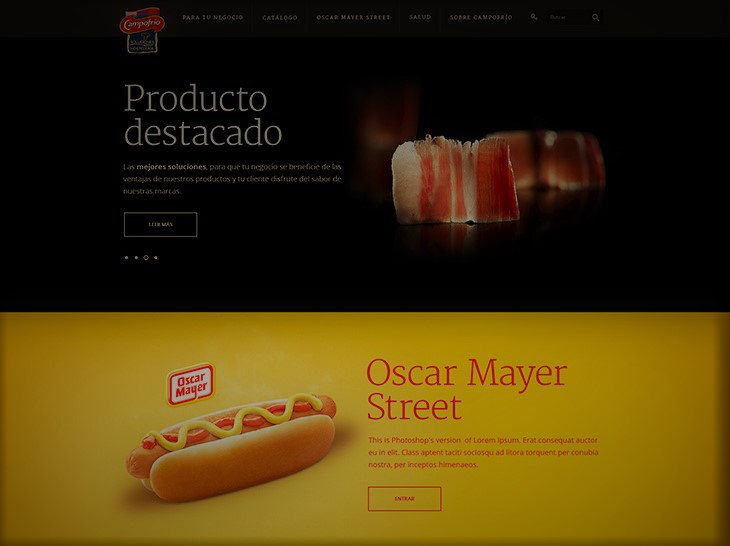 Campofrío
PARA TU NEGOCIO
CATÁLOGO
OSCAR MAYER STREET
SALUD
SOBRE CAMPOFRÍO
Buscar
Producto
destacado
Las mejores soluciones, para que tu negocio se beneficie de las
ventajas de nuestros productos y tu cliente disfrute del sabor de
nuestras marcas.
LEER MÁS
Oscar
Mayer
Oscar Mayer
Street
This is Photoshop's version of Lorem Ipsum. Erat consequat auctor
eu in elit. Class aptent taciti sociosqu ad litora torquent per conubia
nostra, per inceptos himenaeos.
ENTRAR